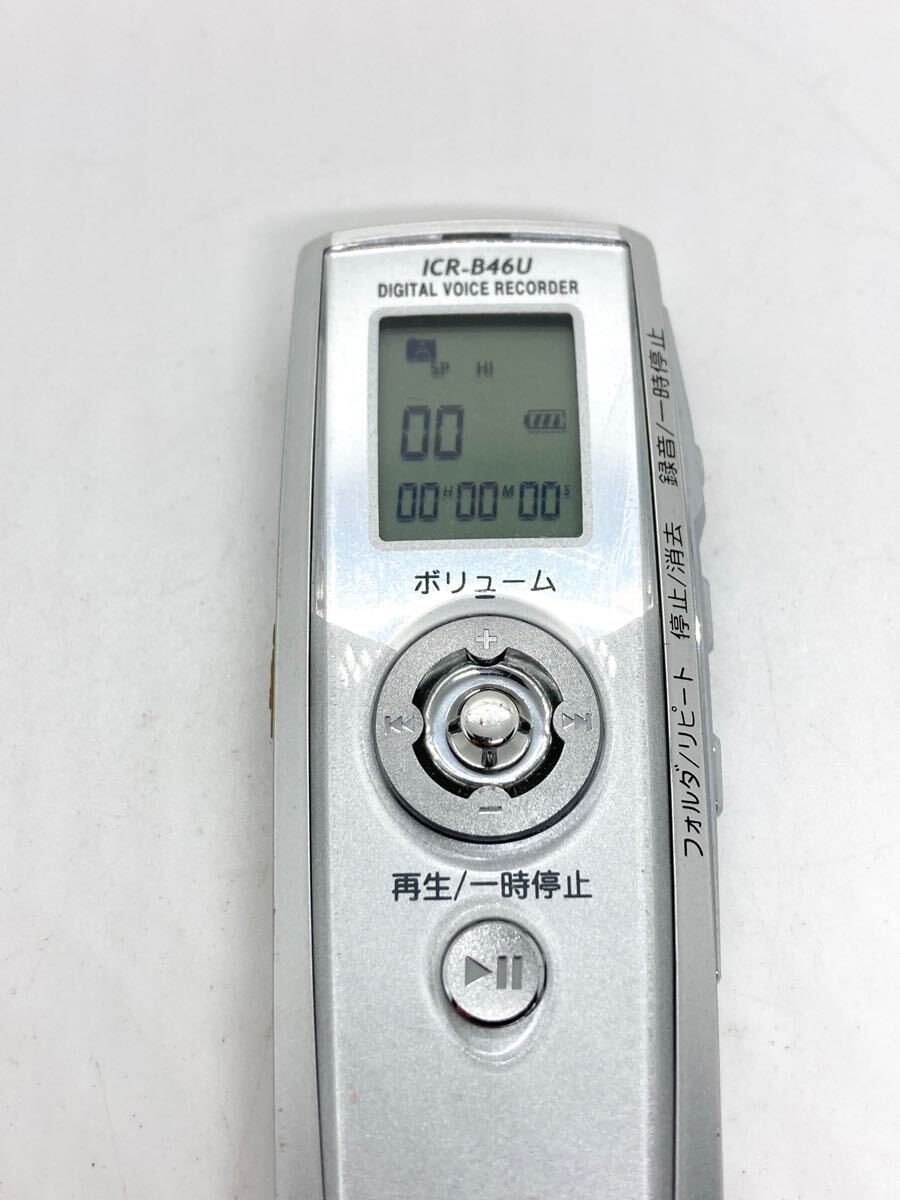 ICR-B46U
DIGITAL VOICE RECORDER
A
SP HI
00
00H00M00S
ボリューム
再生/一時停止
録音/一時停止
停止/消去
フォルダ/リピート